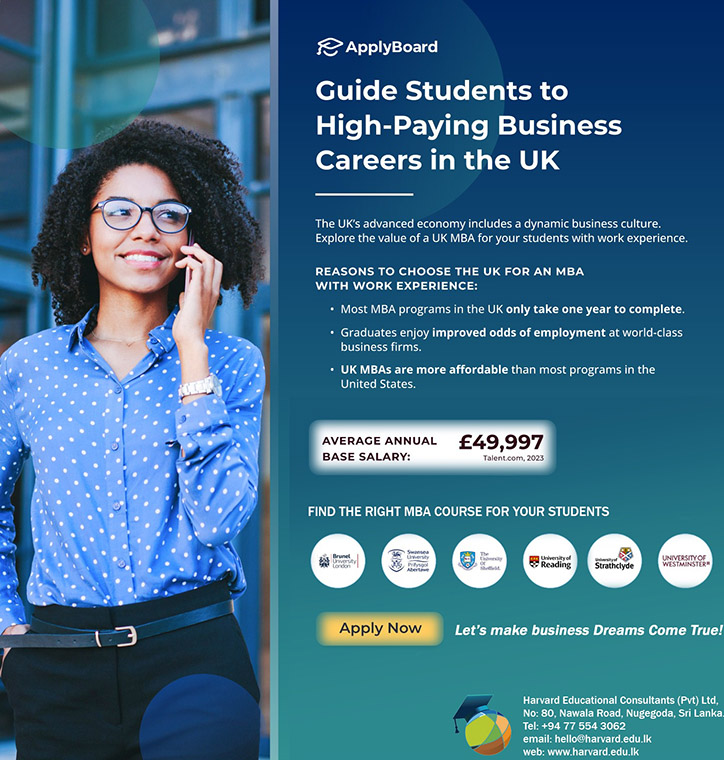 ApplyBoard
Guide Students to
High-Paying Business
Careers in the UK
The UK's advanced economy includes a dynamic business culture.
Explore the value of a UK MBA for your students with work experience.
REASONS TO CHOOSE THE UK FOR AN MBA
WITH WORK EXPERIENCE:
• Most MBA programs in the UK only take one year to complete.
• Graduates enjoy improved odds of employment at world-class
business firms.
• UK MBAs are more affordable than most programs in the
United States.
AVERAGE ANNUAL
BASE SALARY:
£49,997
Talent.com, 2023
FIND THE RIGHT MBA COURSE FOR YOUR STUDENTS
Brunel
University
London
Swansea
University
Prifysgol
Abertawe
The
University
Of
Sheffield.
University of
Reading
University of
Strathclyde
UNIVERSITY OF
WESTMINSTER
Apply Now
Let's make business Dreams Come True!
Harvard Educational Consultants (Pvt) Ltd,
No: 80, Nawala Road, Nugegoda, Sri Lanka.
Tel: +94 77 554 3062
email: hello@harvard.edu.lk
web: www.harvard.edu.lk